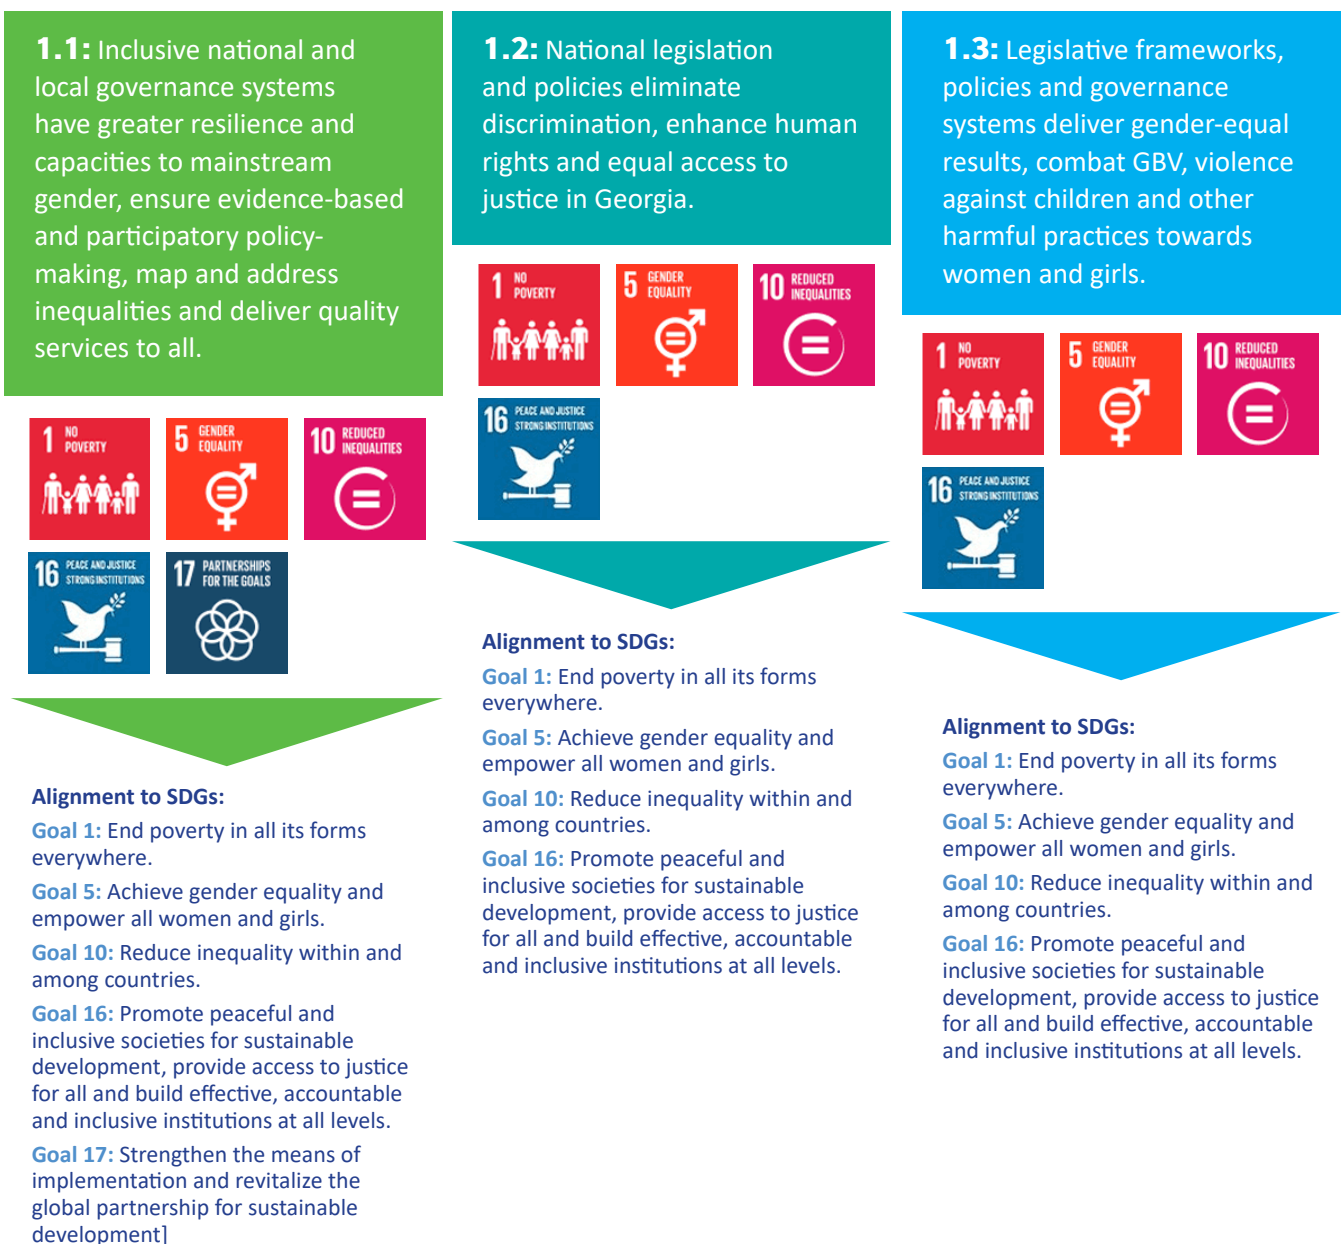 1.1: Inclusive national and
local governance systems
have greater resilience and
capacities to mainstream
gender, ensure evidence-based
and participatory policy-
making, map and address
inequalities and deliver quality
services to all.
1 NO
POVERTY
5 GENDER
EQUALITY
10 REDUCED
INEQUALITIES
16 PEACE AND JUSTICE
STRONG INSTITUTIONS
17 PARTNERSHIPS
FOR THE GOALS
Alignment to SDGs:
Goal 1: End poverty in all its forms
everywhere.
Goal 5: Achieve gender equality and
empower all women and girls.
Goal 10: Reduce inequality within and
among countries.
Goal 16: Promote peaceful and
inclusive societies for sustainable
development, provide access to justice
for all and build effective, accountable
and inclusive institutions at all levels.
Goal 17: Strengthen the means of
implementation and revitalize the
global partnership for sustainable
development]
1.2: National legislation
and policies eliminate
discrimination, enhance human
rights and equal access to
justice in Georgia.
1 NO
POVERTY
5 GENDER
EQUALITY
10 REDUCED
INEQUALITIES
16 PEACE AND JUSTICE
STRONG INSTITUTIONS
Alignment to SDGs:
Goal 1: End poverty in all its forms
everywhere.
Goal 5: Achieve gender equality and
empower all women and girls.
Goal 10: Reduce inequality within and
among countries.
Goal 16: Promote peaceful and
inclusive societies for sustainable
development, provide access to justice
for all and build effective, accountable
and inclusive institutions at all levels.
1.3: Legislative frameworks,
policies and governance
systems deliver gender-equal
results, combat GBV, violence
against children and other
harmful practices towards
women and girls.
1 NO
POVERTY
5 GENDER
EQUALITY
10 REDUCED
INEQUALITIES
16 PEACE AND JUSTICE
STRONG INSTITUTIONS
Alignment to SDGs:
Goal 1: End poverty in all its forms
everywhere.
Goal 5: Achieve gender equality and
empower all women and girls.
Goal 10: Reduce inequality within and
among countries.
Goal 16: Promote peaceful and
inclusive societies for sustainable
development, provide access to justice
for all and build effective, accountable
and inclusive institutions at all levels.